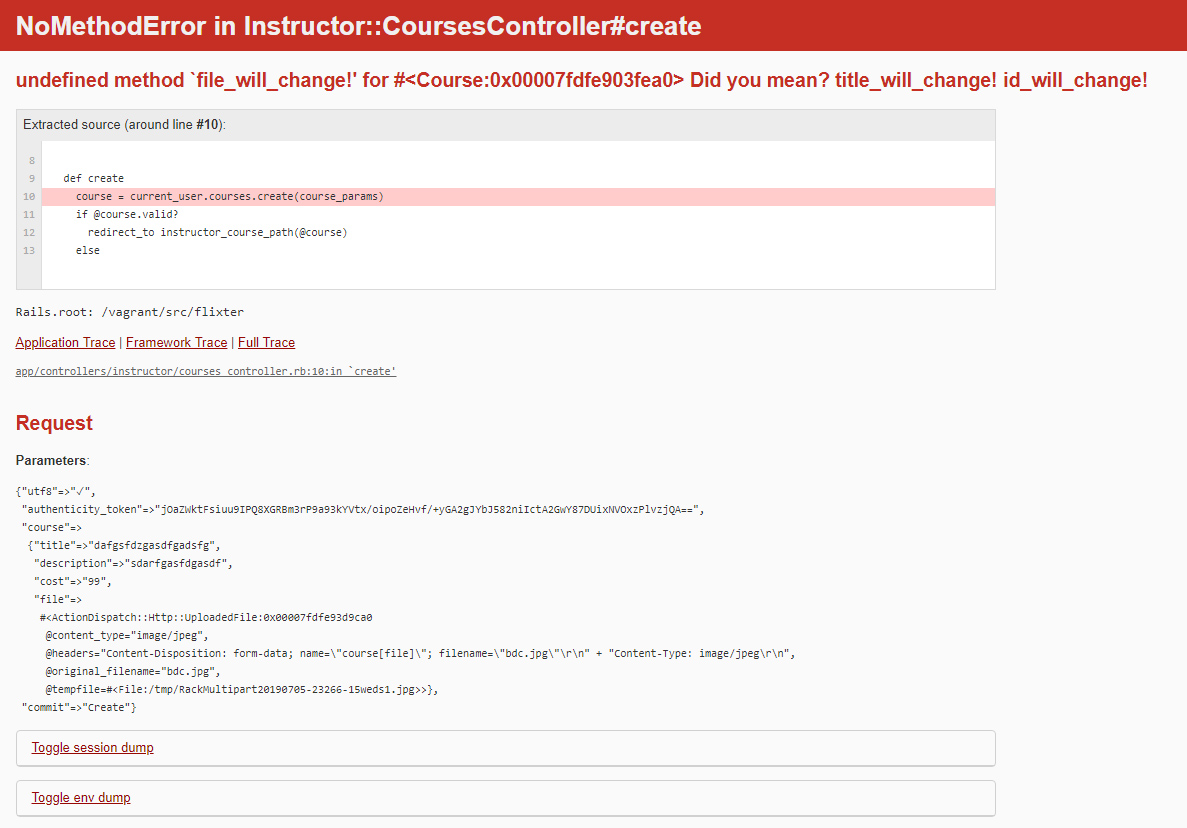 NoMethodError in Instructor::CoursesController#create
undefined method `file_will_change!' for #<Course:0x00007fdfe903fea0> Did you mean? title_will_change! id_will_change!
Extracted source (around line #10):
8
9 def create
10 course = current_user.courses.create(course_params)
11 if @course.valid?
12 redirect_to instructor_course_path(@course)
13 else
Rails.root: /vagrant/src/flixter
Application Trace | Framework Trace | Full Trace
app/controllers/instructor/courses_controller.rb:10:in `create'
Request
Parameters:
{"utf8"=>"✓",
"authenticity_token"=>"jOaZWktFsiuu9IPQ8XGRBm3rP9a93kYVtx/oipoZeHvf/+yGA2gJYbJ582niIctA2GwY87DUixNVOxzPlvzjQA==",
"course"=>
{"title"=>"dafgsfdzgasdfgadsfg",
"description"=>"sdarfgasfdgasdf",
"cost"=>"99",
"file"=>
#<ActionDispatch::Http::UploadedFile:0x00007fdfe93d9ca0
@content_type="image/jpeg",
@headers="Content-Disposition: form-data; name=\"course[file]\"; filename=\"bdc.jpg\"\r\n" + "Content-Type: image/jpeg\r\n",
@original_filename="bdc.jpg",
@tempfile=#<File:/tmp/RackMultipart20190705-23266-15weds1.jpg>>},
"commit"=>"Create"}
Toggle session dump
Toggle env dump